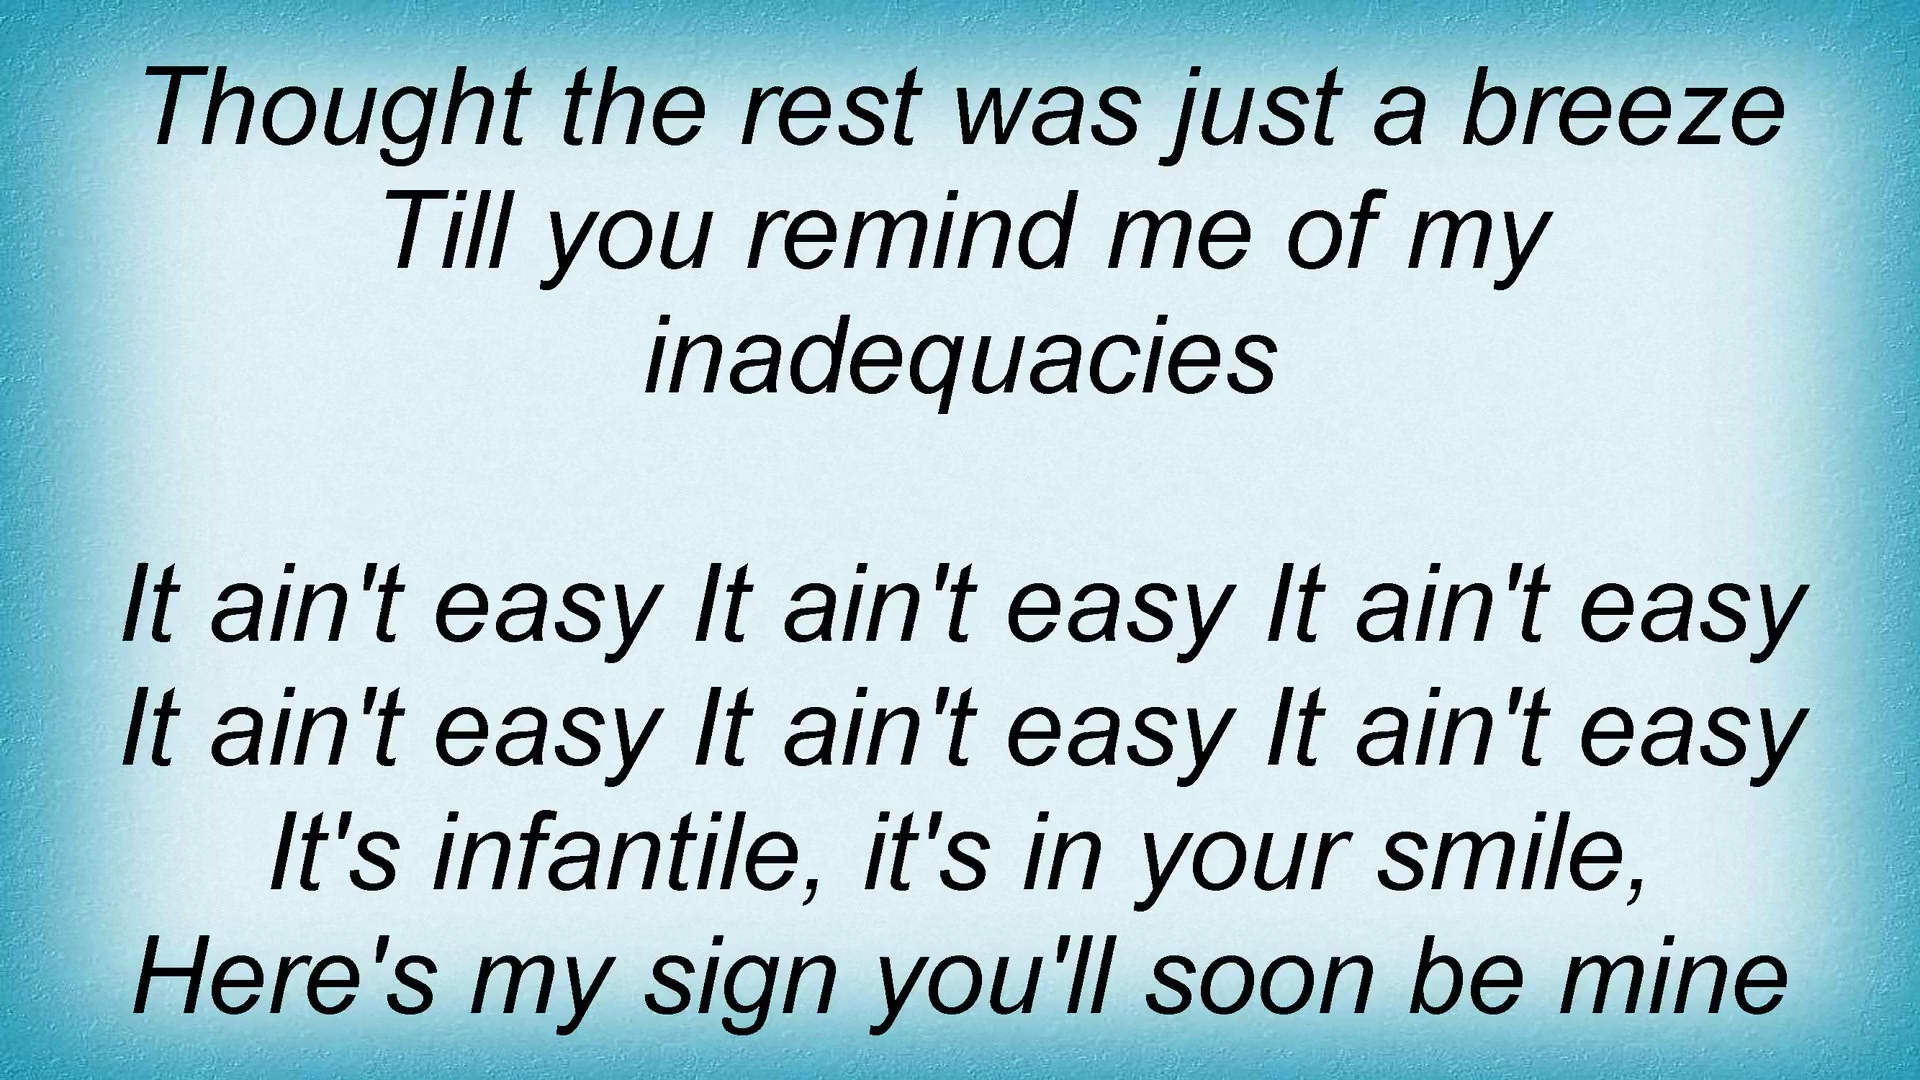 Thought the rest was just a breeze
Till you remind me of my
inadequacies
It ain't easy It ain't easy It ain't easy
It ain't easy It ain't easy It ain't easy
It's infantile, it's in your smile,
Here's my sign you'll soon be mine